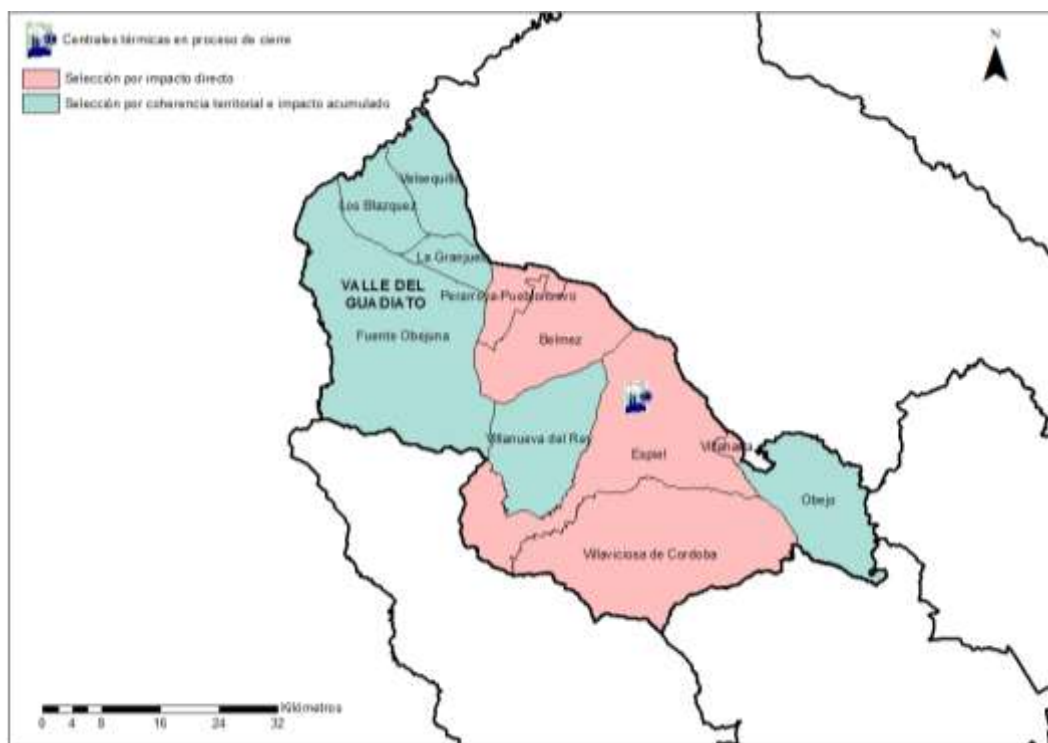 Centrales térmicas en proceso de cierre
N
Selección por impacto directo
Selección por coherencia territorial e impacto acumulado
Valsequillo
Los Blazquez
La Granjuela
VALLE DEL
GUADIATO
Peñarroya-Pueblonuevo
Fuente Obejuna
Belmez
Villanueva del Rey
Villaharta
Espiel
Obejo
Villaviciosa de Cordoba
Kilómetros
0 4 8 16 24 32